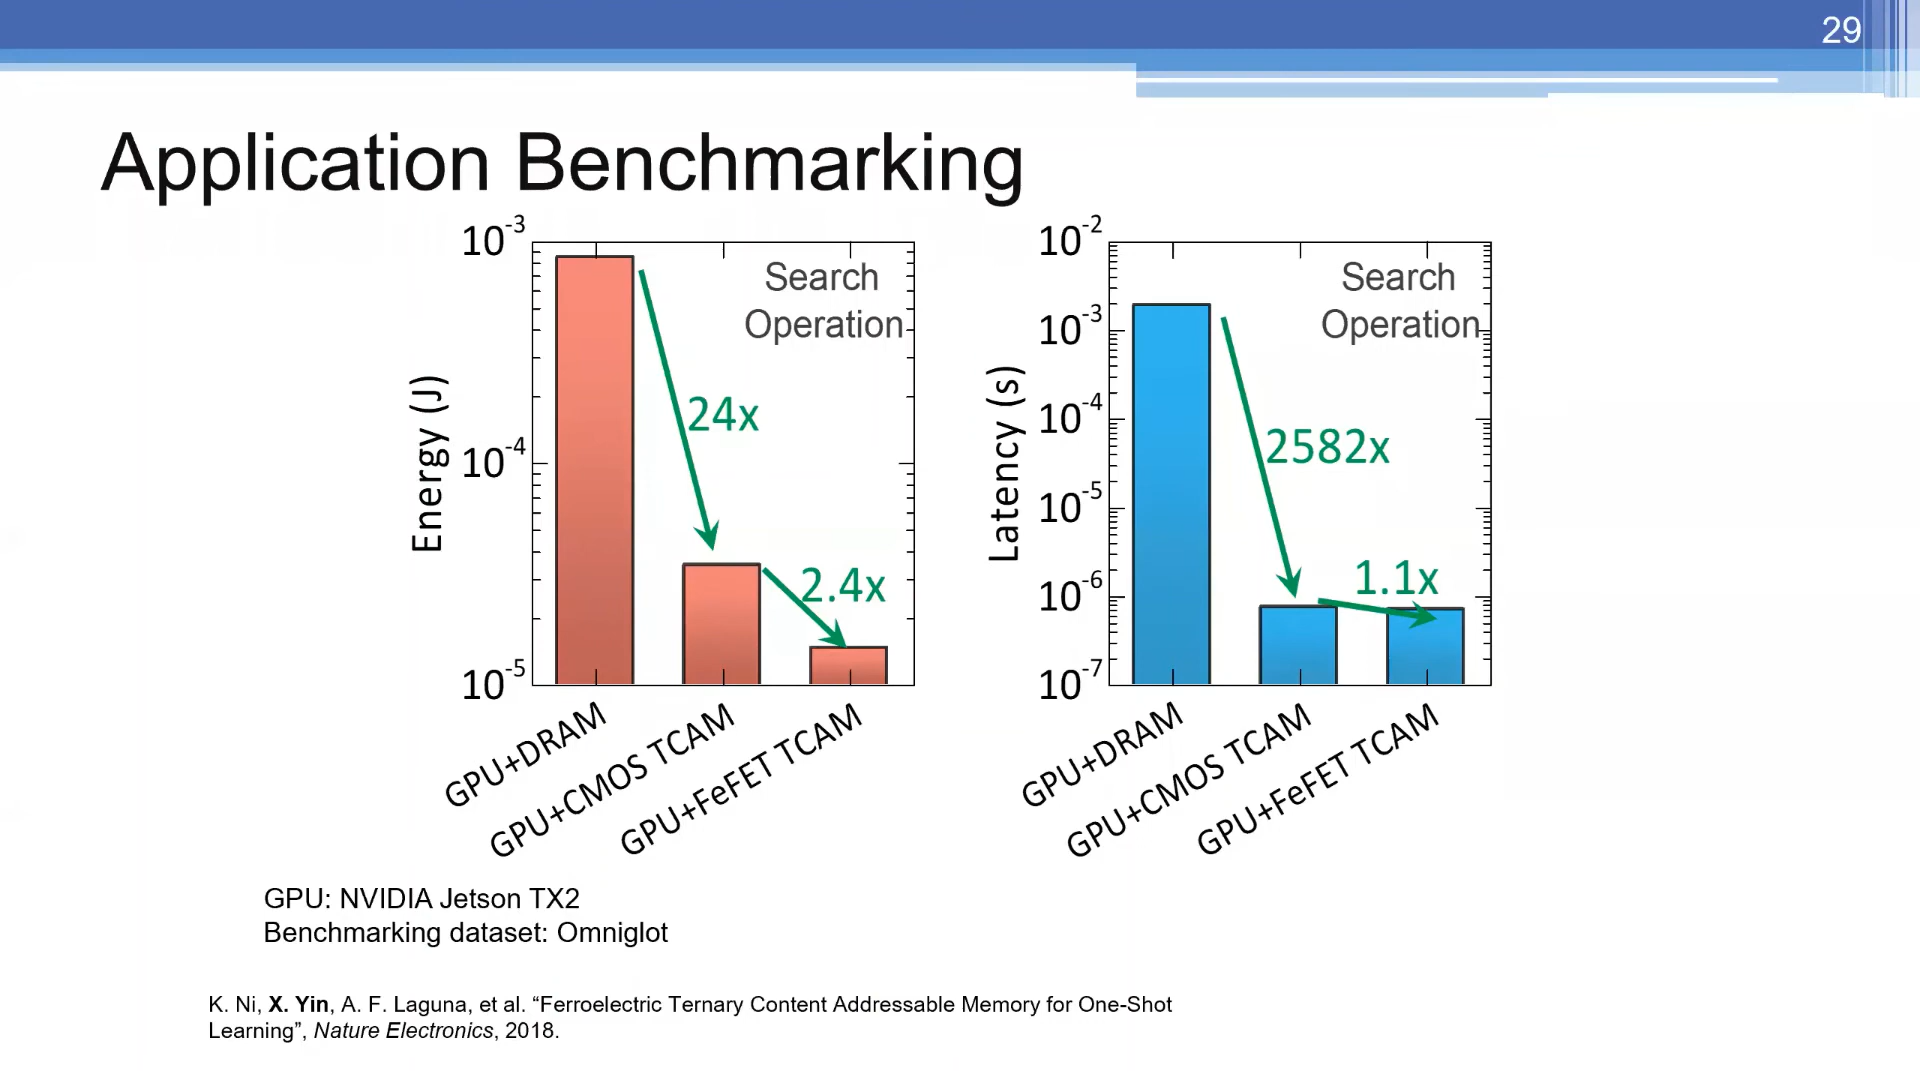 29
Application Benchmarking
10⁻³
10⁻⁴
10⁻⁵
Energy (J)
Search
Operation
24x
2.4x
GPU+DRAM
GPU+CMOS TCAM
GPU+FeFET TCAM
10⁻²
10⁻³
10⁻⁴
10⁻⁵
10⁻⁶
10⁻⁷
Latency (s)
Search
Operation
2582x
1.1x
GPU+DRAM
GPU+CMOS TCAM
GPU+FeFET TCAM
GPU: NVIDIA Jetson TX2
Benchmarking dataset: Omniglot
K. Ni, X. Yin, A. F. Laguna, et al. “Ferroelectric Ternary Content Addressable Memory for One-Shot
Learning”, Nature Electronics, 2018.